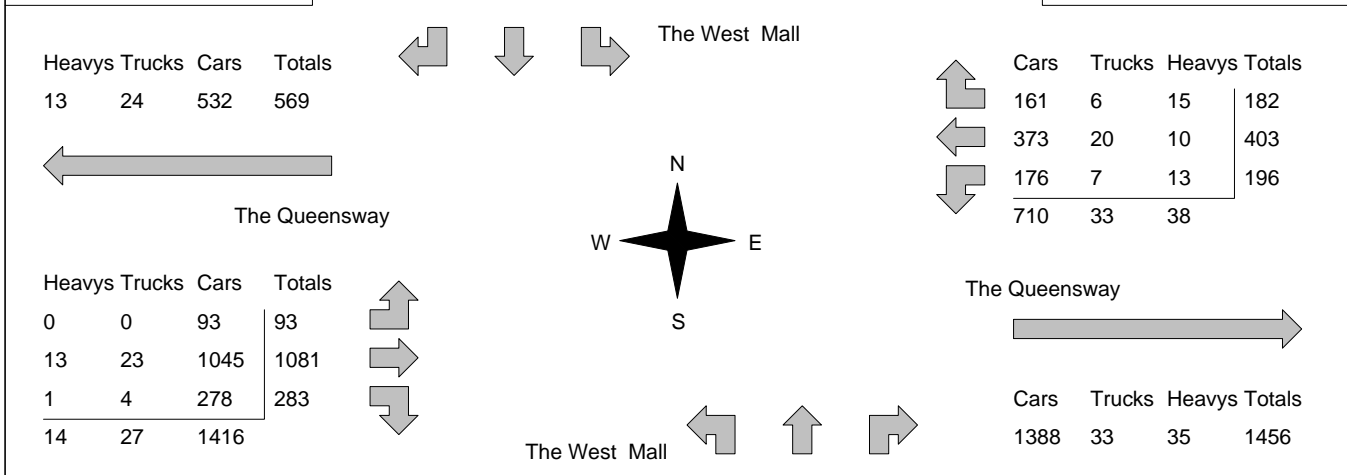 The West Mall
Heavys Trucks Cars Totals
13 24 532 569
Cars Trucks Heavys Totals
161 6 15 182
373 20 10 403
176 7 13 196
710 33 38
N
W E
S
The Queensway
Heavys Trucks Cars Totals
0 0 93 93
13 23 1045 1081
1 4 278 283
14 27 1416
The Queensway
Cars Trucks Heavys Totals
1388 33 35 1456
The West Mall